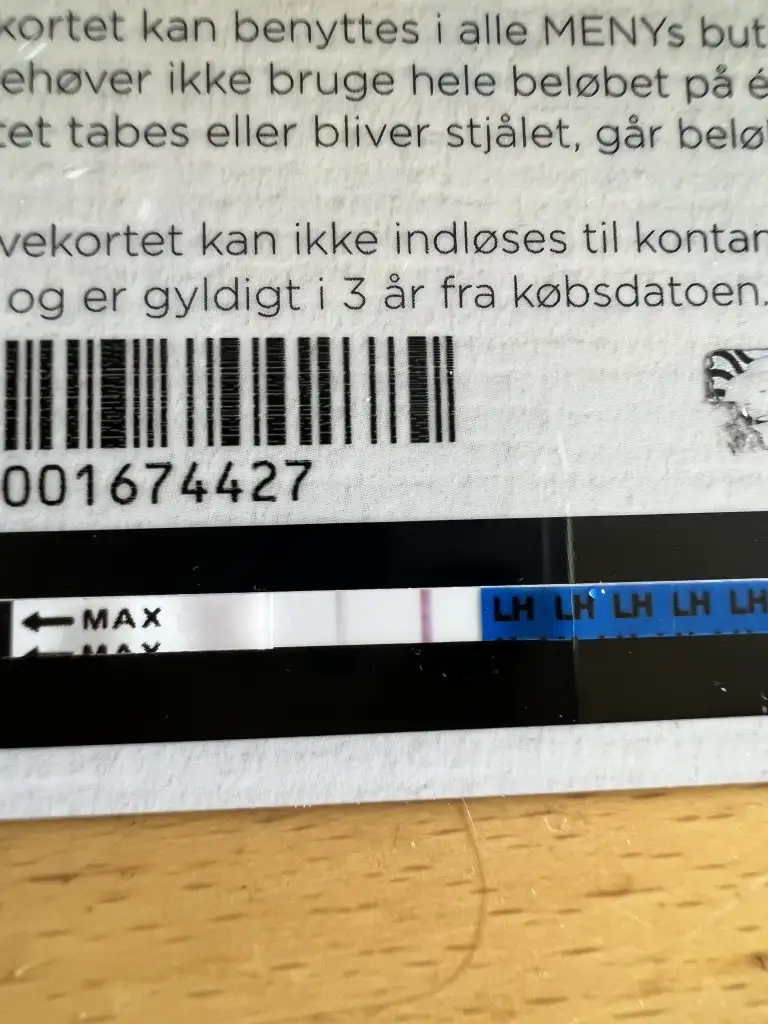 kortet kan benyttes i alle MENYs but
ehøver ikke bruge hele beløbet på é
tet tabes eller bliver stjålet, går belø
vekortet kan ikke indløses til kontan
og er gyldigt i 3 år fra købsdatoen.
001674427
MAX LH LH LH LH LH
MAX